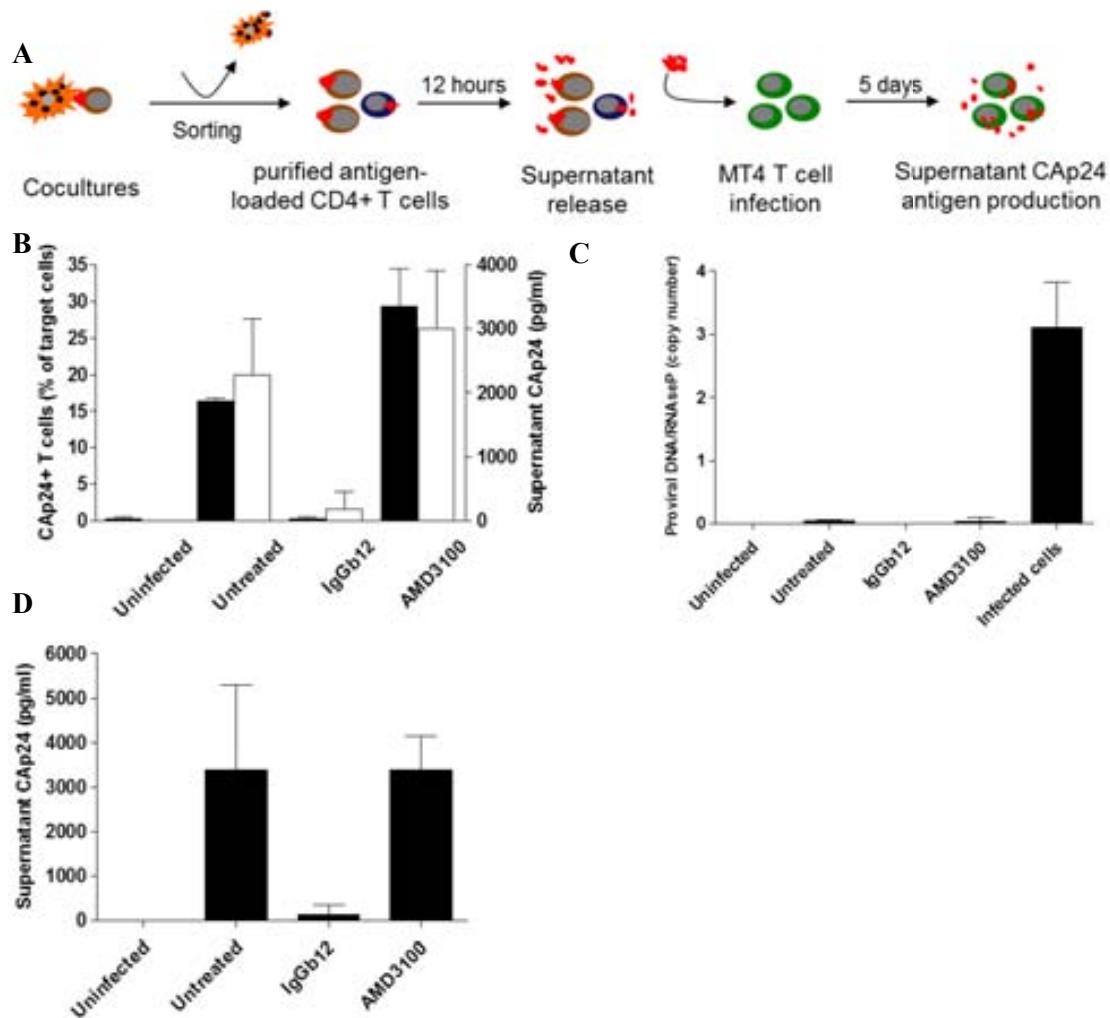 A
Sorting
12 hours
5 days
Cocultures
purified antigen-
loaded CD4+ T cells
Supernatant
release
MT4 T cell
infection
Supernatant CAp24
antigen production
B
CAp24+ T cells (% of target cells)
35
30
25
20
15
10
5
0
4000
3000
2000
1000
0
Supernatant CAp24
(pg/ml)
Uninfected
Untreated
IgGb12
AMD3100
C
Proviral DNA/RNAseP (copy number)
4
3
2
1
0
Uninfected
Untreated
IgGb12
AMD3100
Infected cells
D
Supernatant CAp24 (pg/ml)
6000
5000
4000
3000
2000
1000
0
Uninfected
Untreated
IgGb12
AMD3100